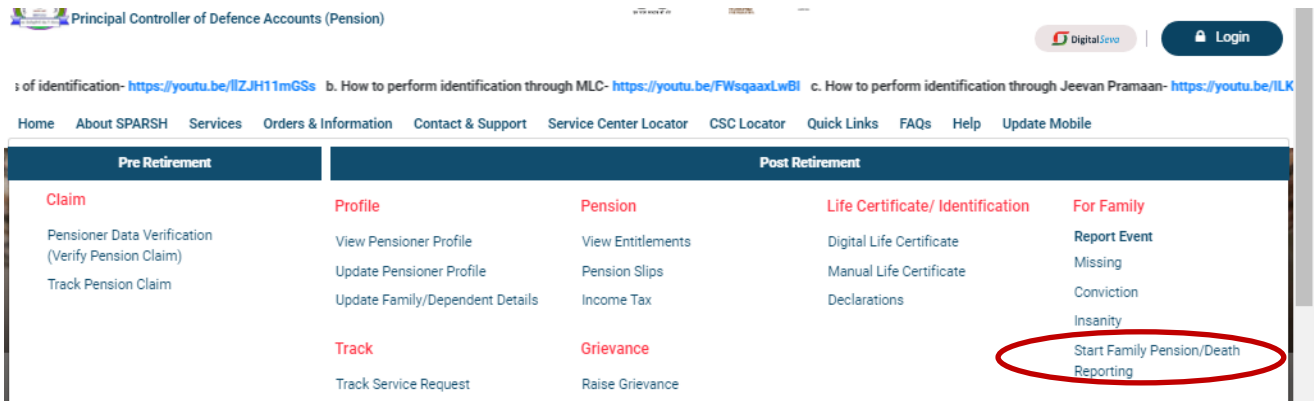 Principal Controller of Defence Accounts (Pension)
DigitalSeva
Login
s of identification- https://youtu.be/llZJH11mGSs b. How to perform identification through MLC- https://youtu.be/FWsqaaxLwBI c. How to perform identification through Jeevan Pramaan- https://youtu.be/ILK
Home About SPARSH Services Orders & Information Contact & Support Service Center Locator CSC Locator Quick Links FAQs Help Update Mobile
Pre Retirement
Claim
Pensioner Data Verification
(Verify Pension Claim)
Track Pension Claim
Post Retirement
Profile
View Pensioner Profile
Update Pensioner Profile
Update Family/Dependent Details
Track
Track Service Request
Pension
View Entitlements
Pension Slips
Income Tax
Grievance
Raise Grievance
Life Certificate/ Identification
Digital Life Certificate
Manual Life Certificate
Declarations
For Family
Report Event
Missing
Conviction
Insanity
Start Family Pension/Death
Reporting